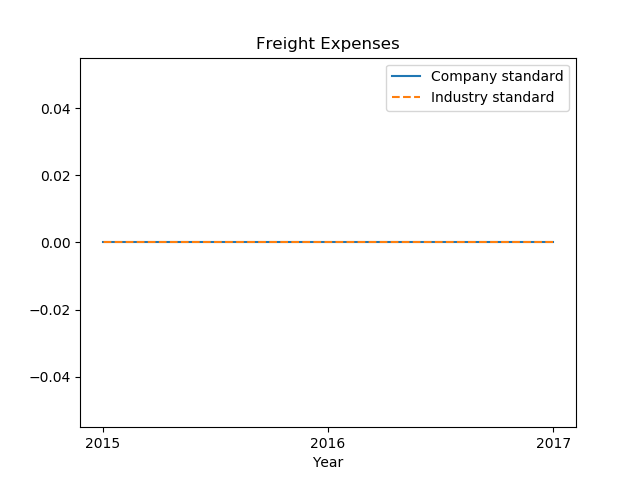 Freight Expenses
Company standard
Industry standard
0.04
0.02
0.00
−0.02
−0.04
2015
2016
2017
Year